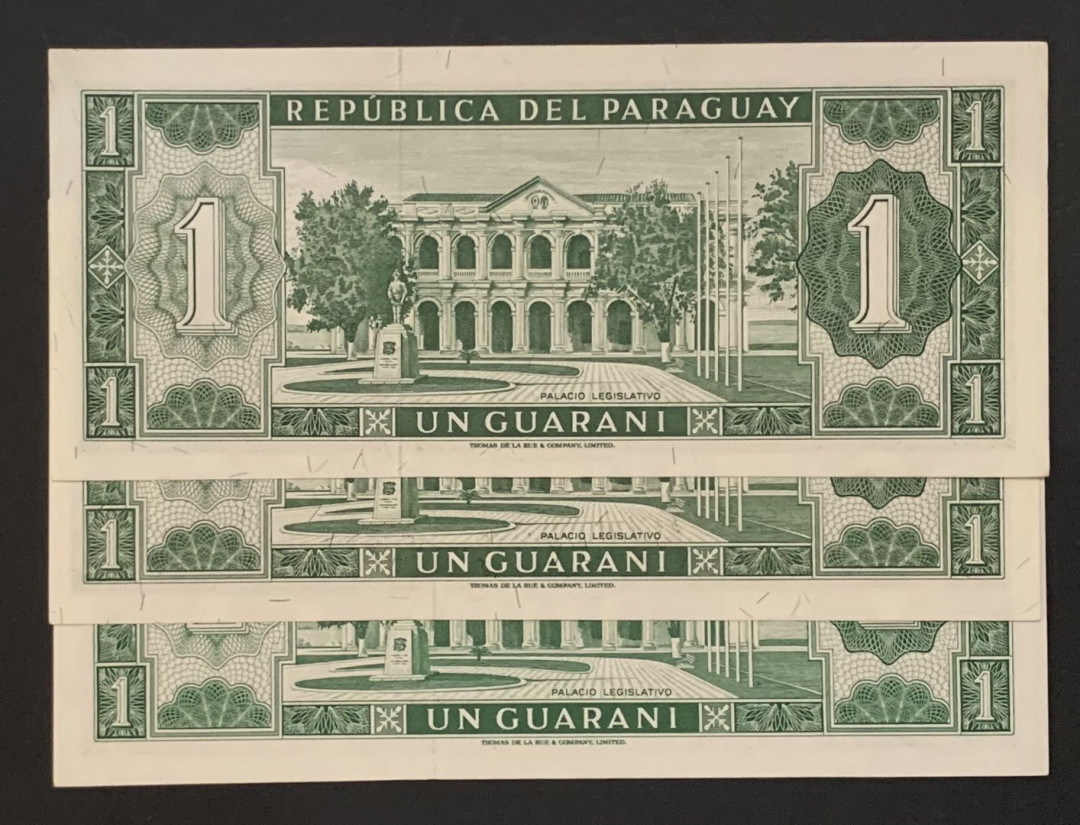 1 REPÚBLICA DEL PARAGUAY 1
1 1
PALACIO LEGISLATIVO
1 UN GUARANI 1
THOMAS DE LA RUE & COMPANY, LIMITED.
PALACIO LEGISLATIVO
1 UN GUARANI 1
THOMAS DE LA RUE & COMPANY, LIMITED.
PALACIO LEGISLATIVO
1 UN GUARANI 1
THOMAS DE LA RUE & COMPANY, LIMITED.